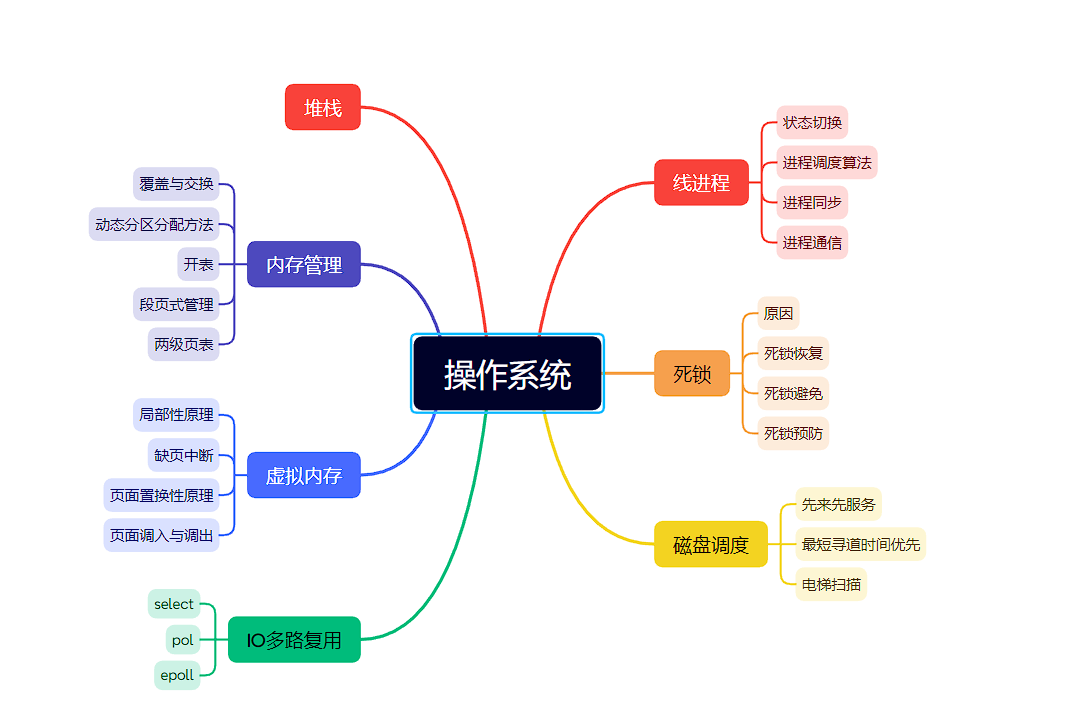 操作系统
堆栈
内存管理
覆盖与交换
动态分区分配方法
开表
段页式管理
两级页表
虚拟内存
局部性原理
缺页中断
页面置换性原理
页面调入与调出
IO多路复用
select
pol
epoll
线进程
状态切换
进程调度算法
进程同步
进程通信
死锁
原因
死锁恢复
死锁避免
死锁预防
磁盘调度
先来先服务
最短寻道时间优先
电梯扫描